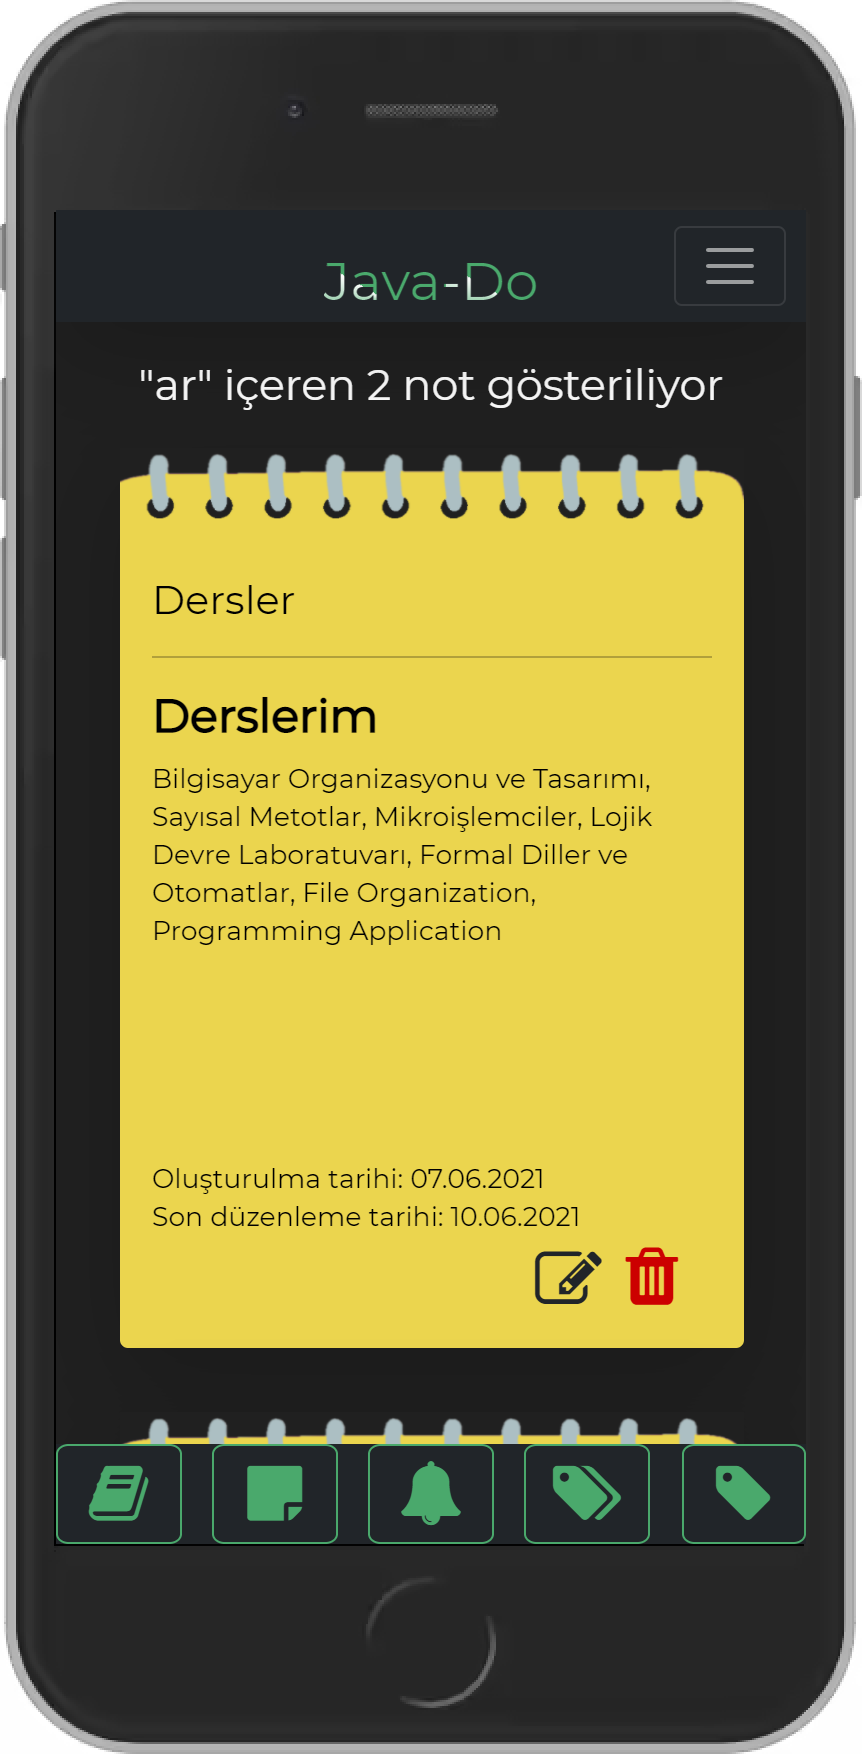 Java-Do
"ar" içeren 2 not gösteriliyor
Dersler
Derslerim
Bilgisayar Organizasyonu ve Tasarımı,
Sayısal Metotlar, Mikroişlemciler, Lojik
Devre Laboratuvarı, Formal Diller ve
Otomatlar, File Organization,
Programming Application
Oluşturulma tarihi: 07.06.2021
Son düzenleme tarihi: 10.06.2021